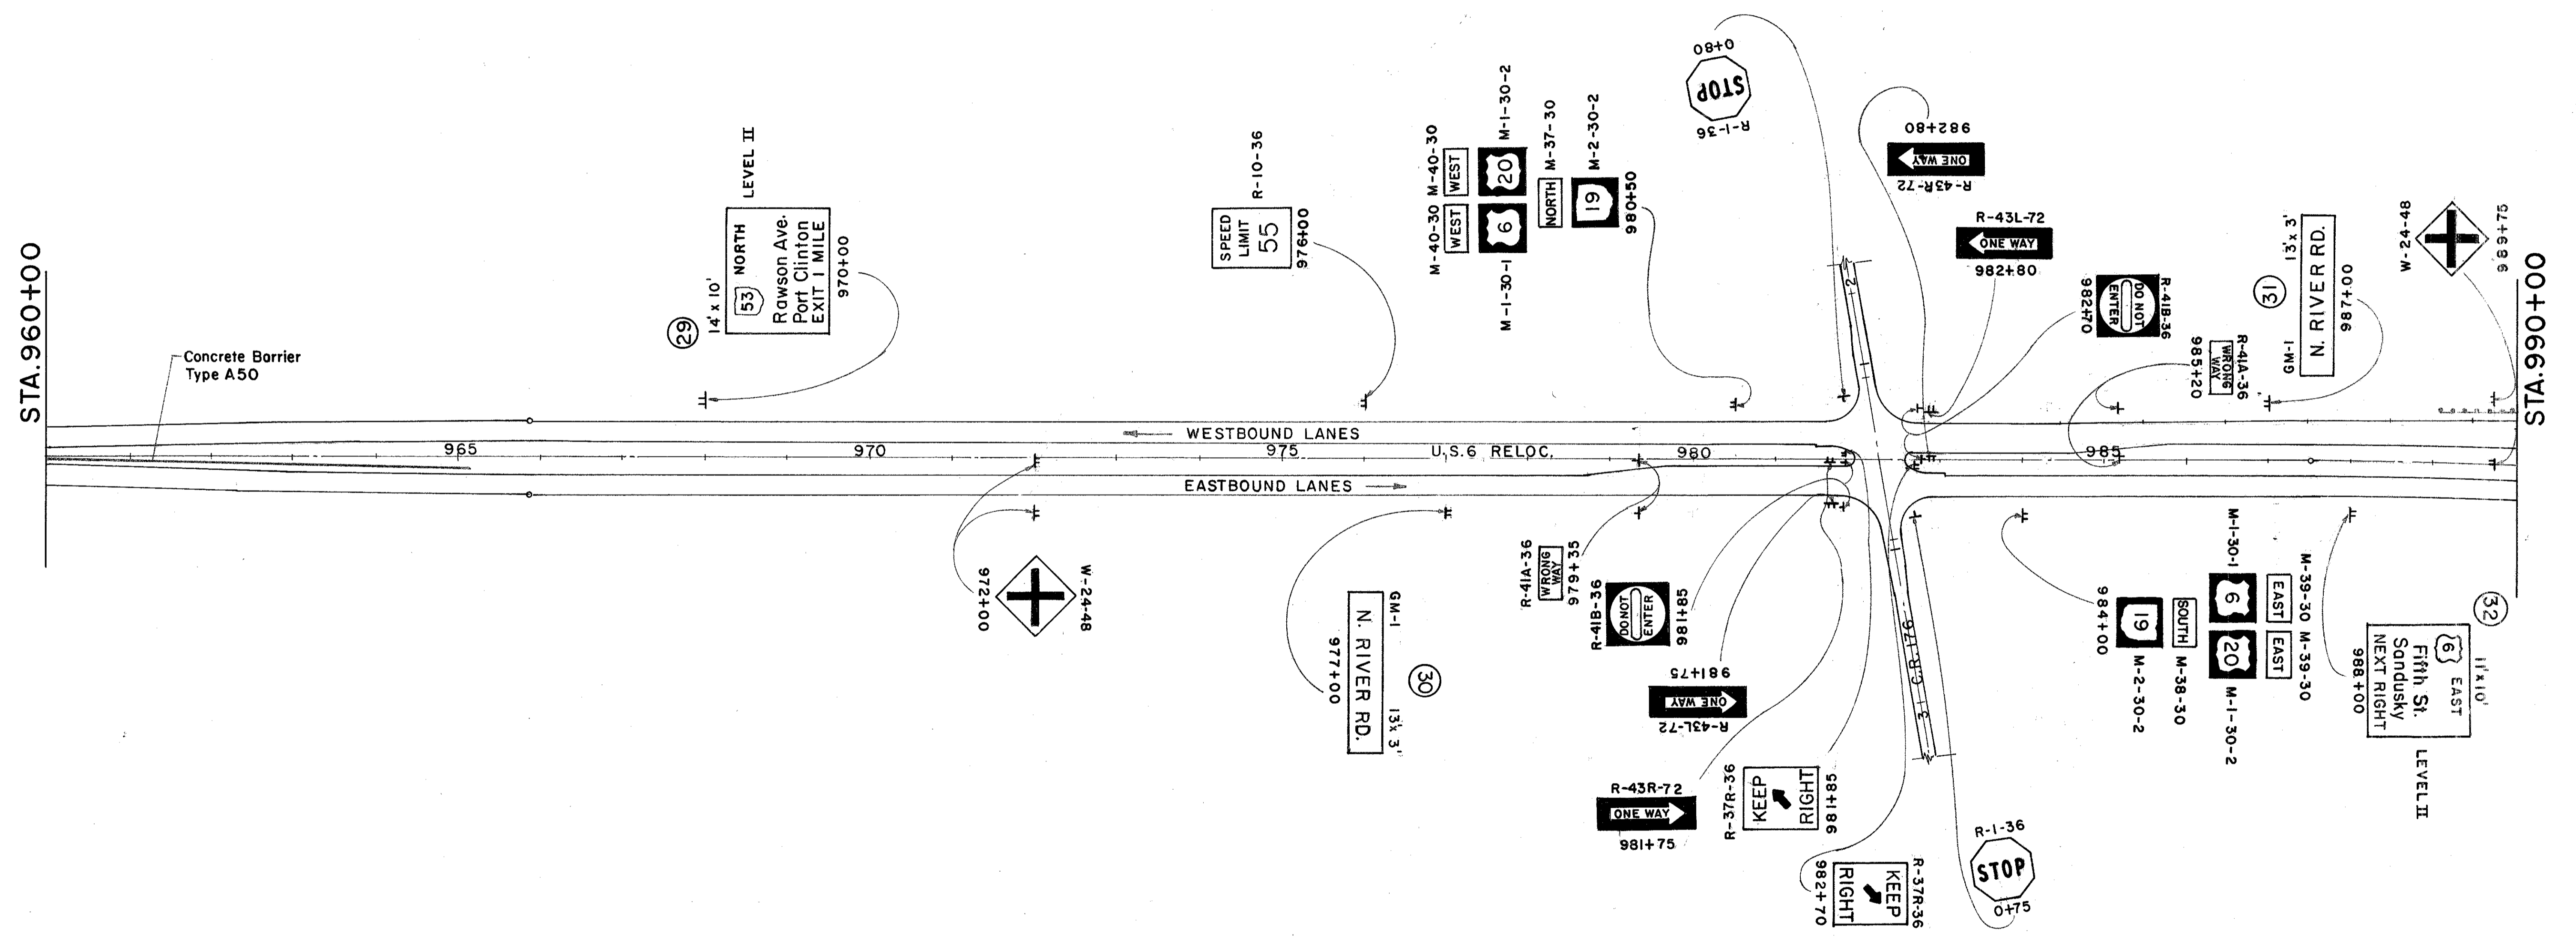 STA.960+00
Concrete Barrier
Type A50
29
14' x 10'
LEVEL II
53 NORTH
Rawson Ave.
Port Clinton
EXIT 1 MILE
970+00
R-10-36
SPEED
LIMIT
55
976+00
M-40-30 M-40-30
WEST WEST
M-1-30-2
20
6
M-1-30-1
M-37-30
NORTH
M-2-30-2
19
980+50
0+80
STOP
R-1-36
982+80
ONE WAY
R-43R-72
R-43L-72
ONE WAY
982+80
R-41B-36
DO NOT
ENTER
982+70
R-41A-36
WRONG
WAY
985+20
31
GM-1 13' x 3'
N. RIVER RD.
987+00
W-24-48
989+75
STA.990+00
WESTBOUND LANES
965 970 975 U.S.6 RELOC. 980 985
EASTBOUND LANES
2
1
1
C.R. 176
3
972+00
W-24-48
GM-1 13' x 3'
N. RIVER RD.
977+00
30
R-41A-36
WRONG
WAY
979+35
R-41B-36
DO NOT
ENTER
981+85
981+75
ONE WAY
R-43L-72
R-43R-72
ONE WAY
981+75
R-37R-36
KEEP
RIGHT
981+85
R-37R-36
KEEP
RIGHT
982+70
R-1-36
STOP
0+75
984+00
19
M-2-30-2
SOUTH
M-38-30
M-1-30-1
6
20
M-1-30-2
M-39-30 M-39-30
EAST EAST
32
11' x 10'
6 EAST
Fifth St.
Sandusky
NEXT RIGHT
988+00
LEVEL II